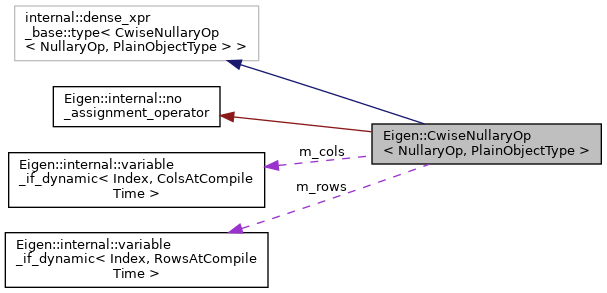 internal::dense_xpr
_base::type< CwiseNullaryOp
< NullaryOp, PlainObjectType > >
Eigen::internal::no
_assignment_operator
Eigen::CwiseNullaryOp
< NullaryOp, PlainObjectType >
m_cols
Eigen::internal::variable
_if_dynamic< Index, ColsAtCompile
Time >
m_rows
Eigen::internal::variable
_if_dynamic< Index, RowsAtCompile
Time >